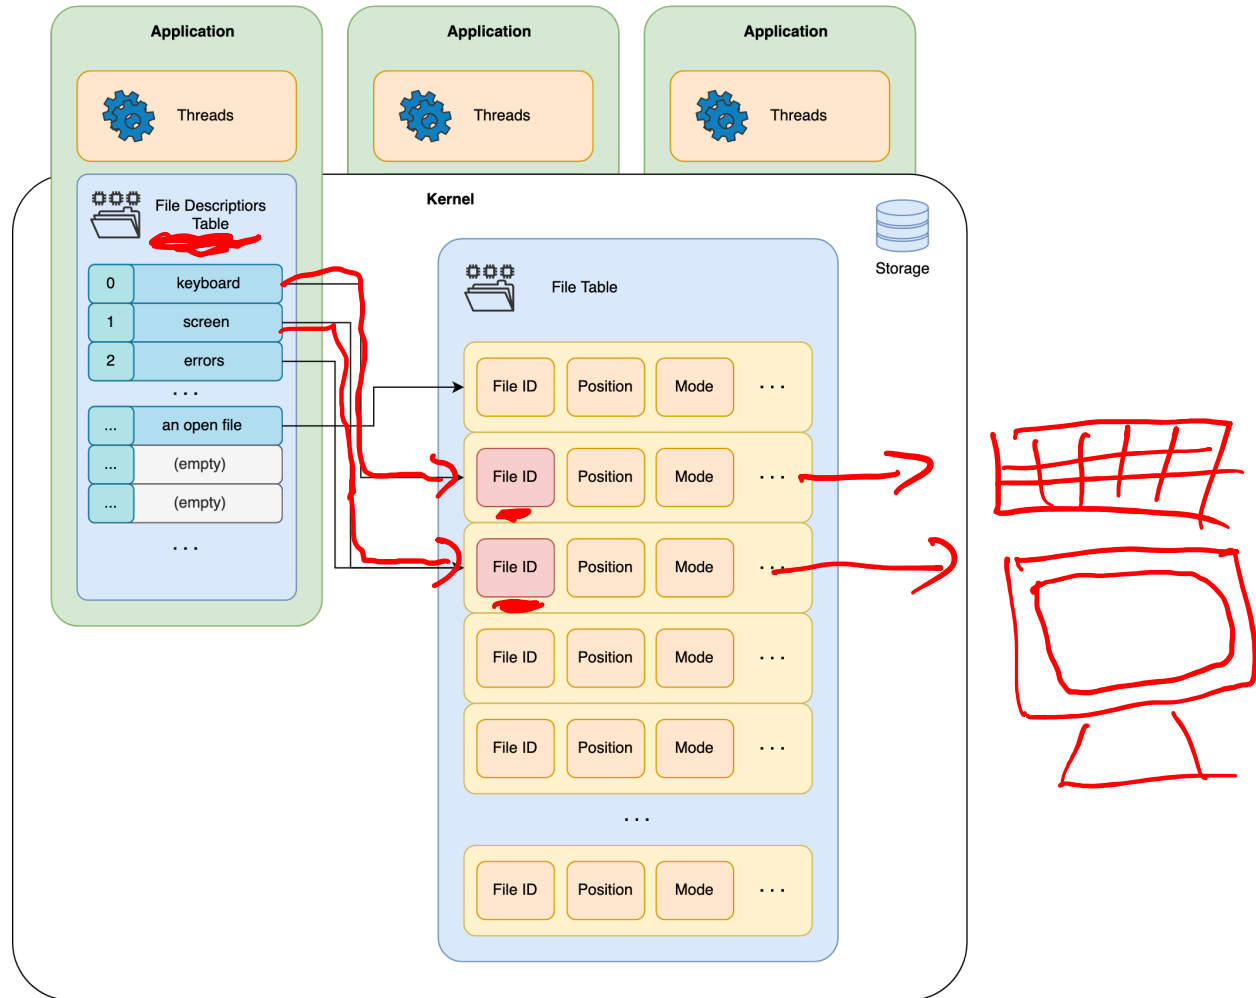 Application
Application
Application
Threads
Threads
Threads
Kernel
File Descriptiors
Table
Storage
File Table
0 keyboard
1 screen
2 errors
...
... an open file
... (empty)
... (empty)
...
File ID Position Mode ...
File ID Position Mode ...
File ID Position Mode ...
File ID Position Mode ...
File ID Position Mode ...
...
File ID Position Mode ...